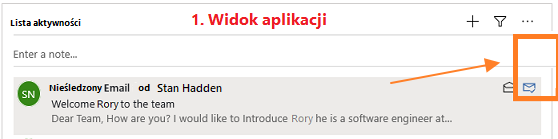 1. Widok aplikacji
Lista aktywności
Enter a note...
SN
Nieśledzony Email od Stan Hadden
Welcome Rory to the team
Dear Team, How are you? I would like to Introduce Rory he is a software engineer at...